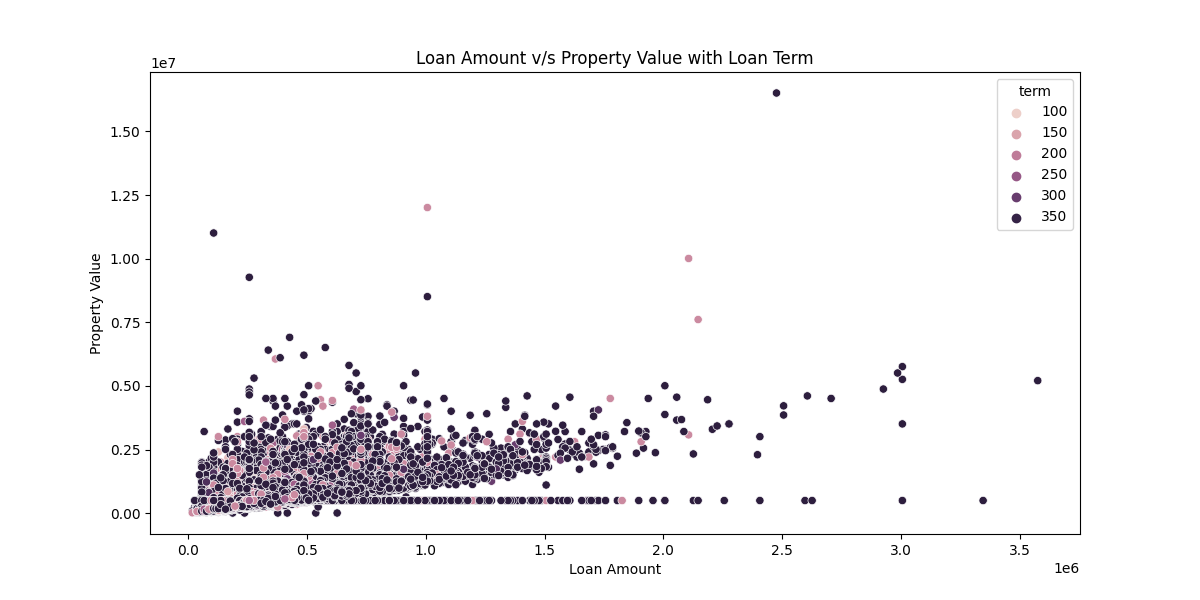 Loan Amount v/s Property Value with Loan Term
1e7
term
100
150
200
250
300
350
1.50
1.25
1.00
0.75
0.50
0.25
0.00
Property Value
0.0 0.5 1.0 1.5 2.0 2.5 3.0 3.5
Loan Amount
1e6